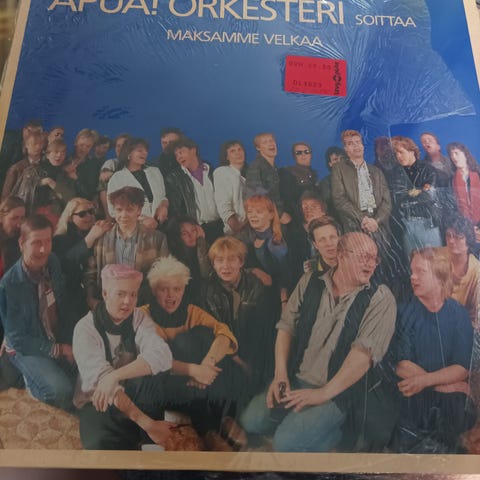 APUA! ORKESTERI SOITTAA
MAKSAMME VELKAA